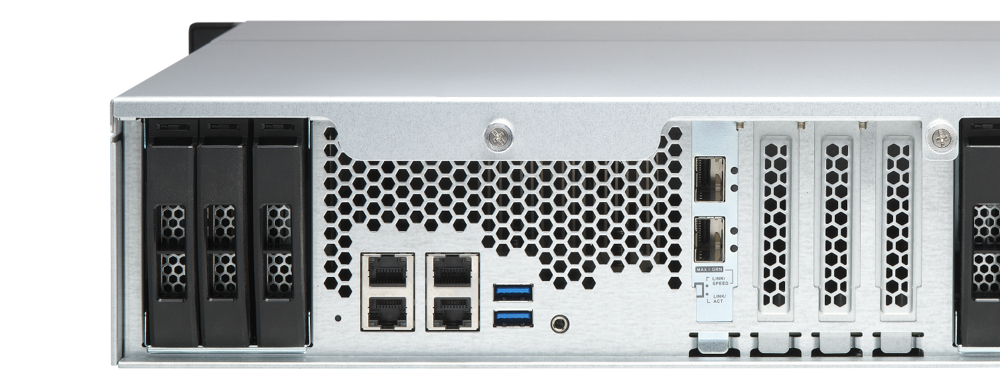 MAX=GRN
LINK/
SPEED
LINK/
ACT